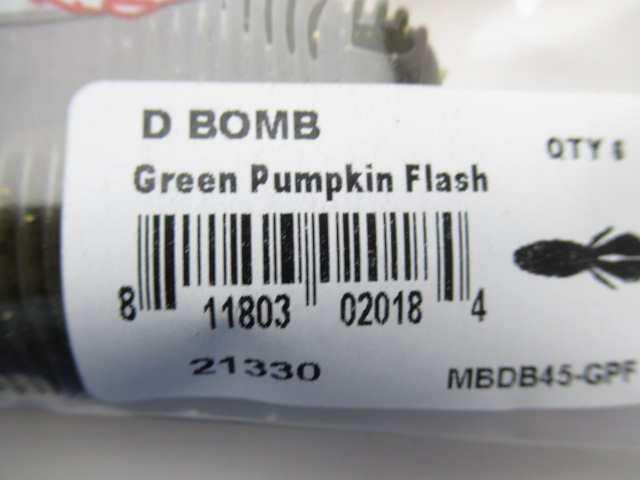 D BOMB
QTY 6
Green Pumpkin Flash
8 11803 02018 4
21330
MBDB45-GPF